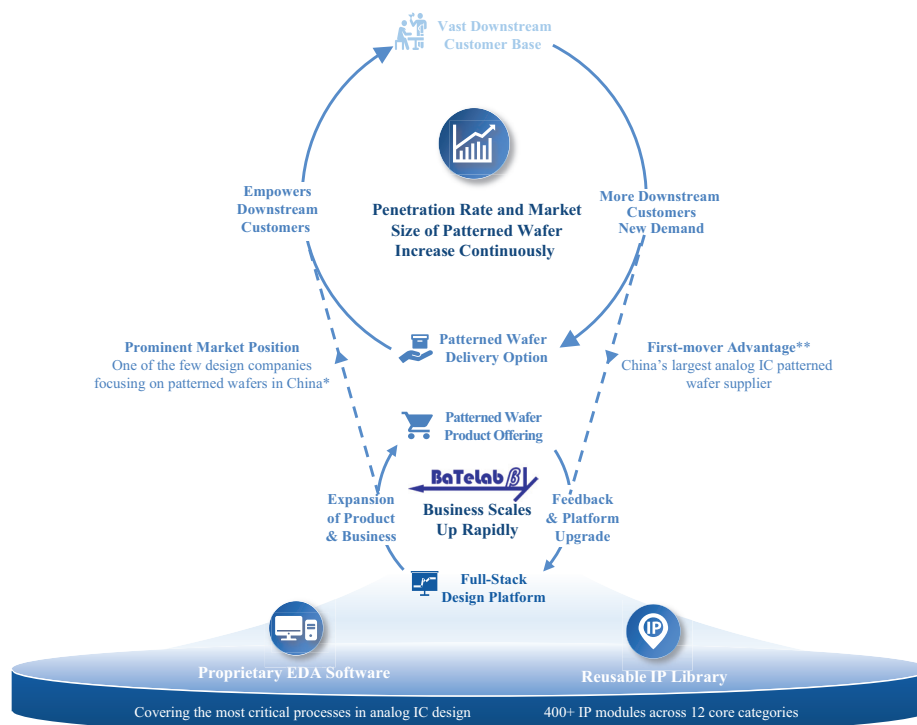 Vast Downstream
Customer Base
Empowers
Downstream
Customers
More Downstream
Customers
New Demand
Penetration Rate and Market
Size of Patterned Wafer
Increase Continuously
Patterned Wafer
Delivery Option
Prominent Market Position
One of the few design companies
focusing on patterned wafers in China*
First-mover Advantage**
China’s largest analog IC patterned
wafer supplier
Patterned Wafer
Product Offering
BaTeLab β
Business Scales
Up Rapidly
Expansion
of Product
& Business
Feedback
& Platform
Upgrade
Full-Stack
Design Platform
IP
Proprietary EDA Software
Reusable IP Library
Covering the most critical processes in analog IC design
400+ IP modules across 12 core categories